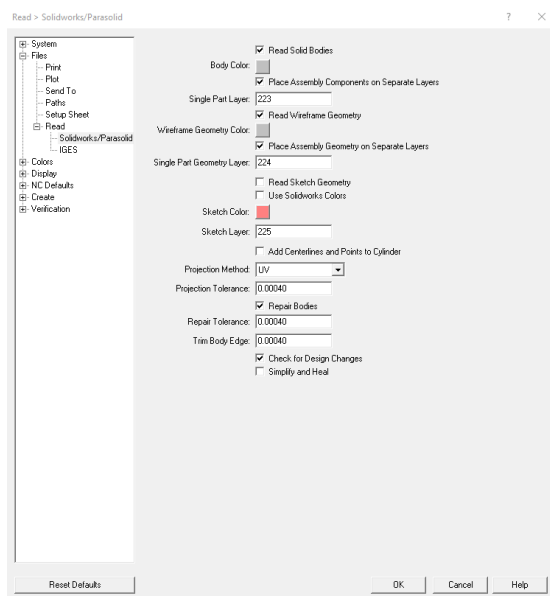 Read > Solidworks/Parasolid
System
Files
Print
Plot
Send To
Paths
Setup Sheet
Read
Solidworks/Parasolid
IGES
Colors
Display
NC Defaults
Create
Verification
Read Solid Bodies
Body Color:
Place Assembly Components on Separate Layers
Single Part Layer: 223
Read Wireframe Geometry
Wireframe Geometry Color:
Place Assembly Geometry on Separate Layers
Single Part Geometry Layer: 224
Read Sketch Geometry
Use Solidworks Colors
Sketch Color:
Sketch Layer: 225
Add Centerlines and Points to Cylinder
Projection Method: UV
Projection Tolerance: 0.00040
Repair Bodies
Repair Tolerance: 0.00040
Trim Body Edge: 0.00040
Check for Design Changes
Simplify and Heal
Reset Defaults OK Cancel Help